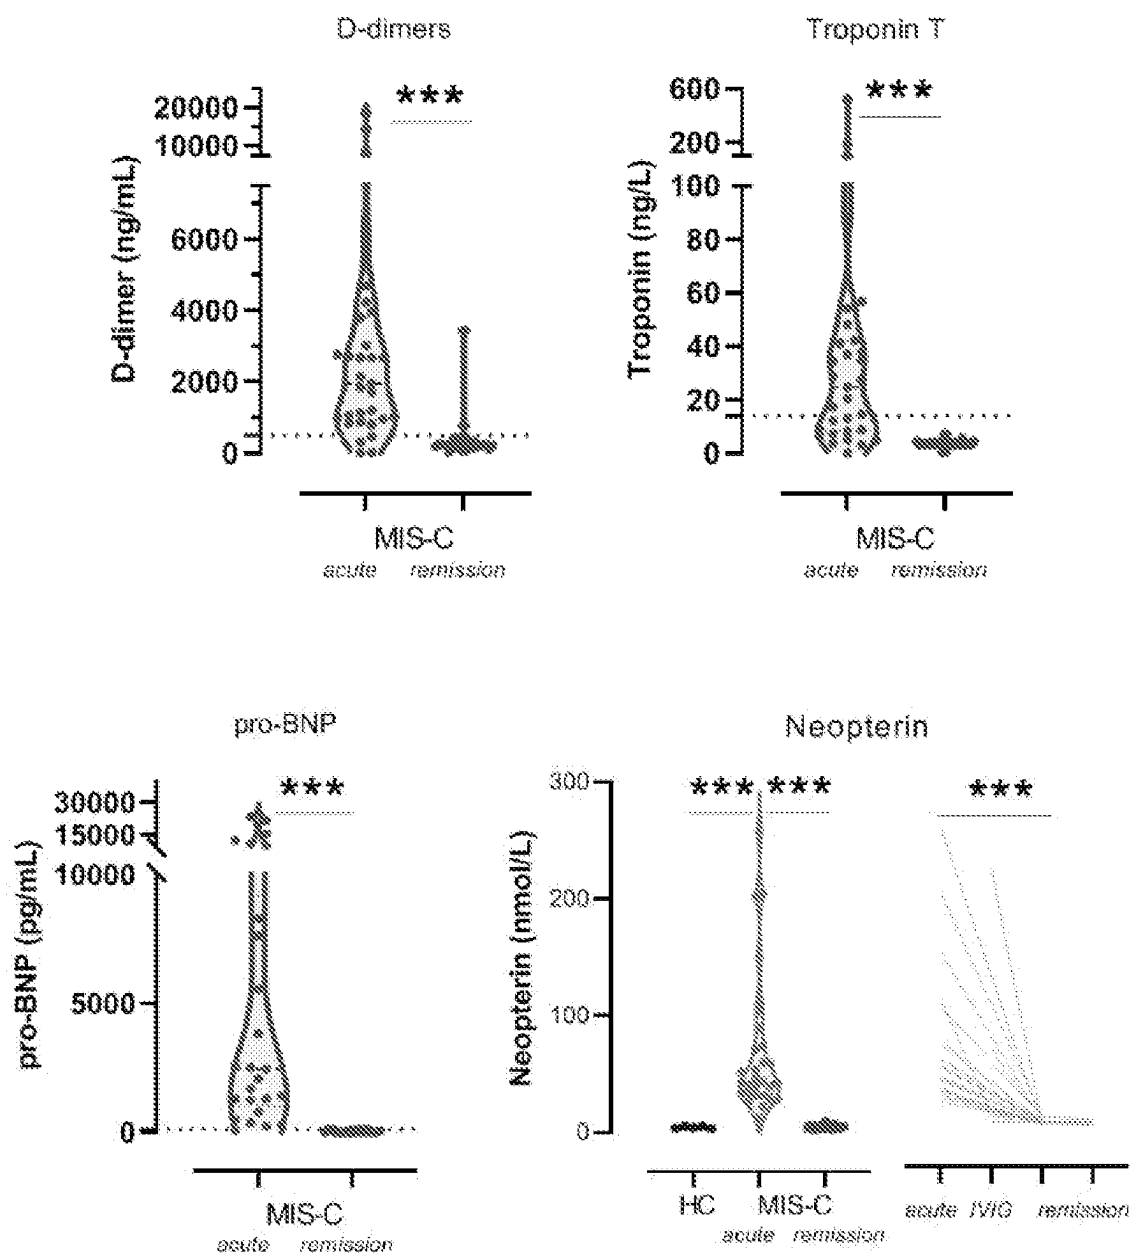 D-dimers
D-dimer (ng/mL)
20000
10000
6000
4000
2000
0
***
MIS-C
acute remission
Troponin T
Troponin (ng/L)
600
200
100
80
60
40
20
0
***
MIS-C
acute remission
pro-BNP
pro-BNP (pg/mL)
30000
15000
10000
5000
0
***
MIS-C
acute remission
Neopterin
Neopterin (nmol/L)
300
200
100
0
*** *** ***
HC MIS-C
acute remission
acute IVIG remission